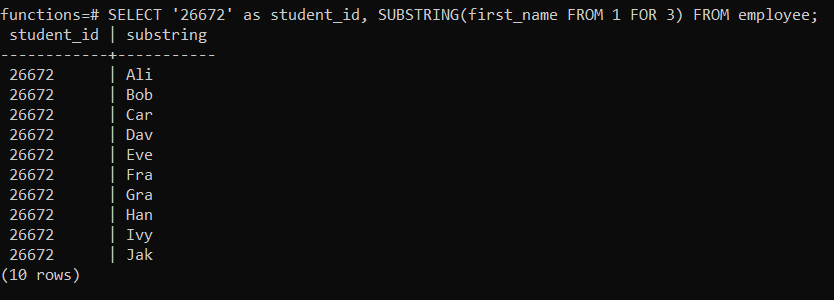 functions=# SELECT '26672' as student_id, SUBSTRING(first_name FROM 1 FOR 3) FROM employee;
 student_id | substring
------------+-----------
 26672      | Ali
 26672      | Bob
 26672      | Car
 26672      | Dav
 26672      | Eve
 26672      | Fra
 26672      | Gra
 26672      | Han
 26672      | Ivy
 26672      | Jak
(10 rows)